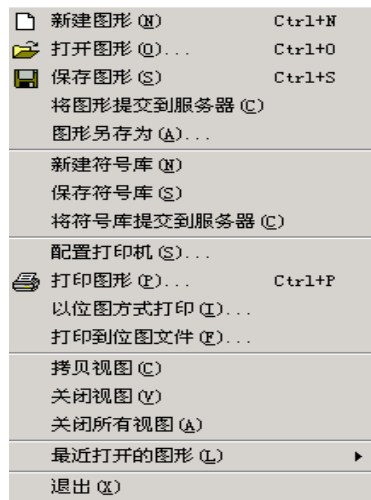 新建图形(N) Ctrl+N
打开图形(O)... Ctrl+O
保存图形(S) Ctrl+S
将图形提交到服务器(C)
图形另存为(A)...
新建符号库(N)
保存符号库(S)
将符号库提交到服务器(C)
配置打印机(S)...
打印图形(P)... Ctrl+P
以位图方式打印(I)...
打印到位图文件(F)...
拷贝视图(C)
关闭视图(V)
关闭所有视图(A)
最近打开的图形(L)
退出(X)